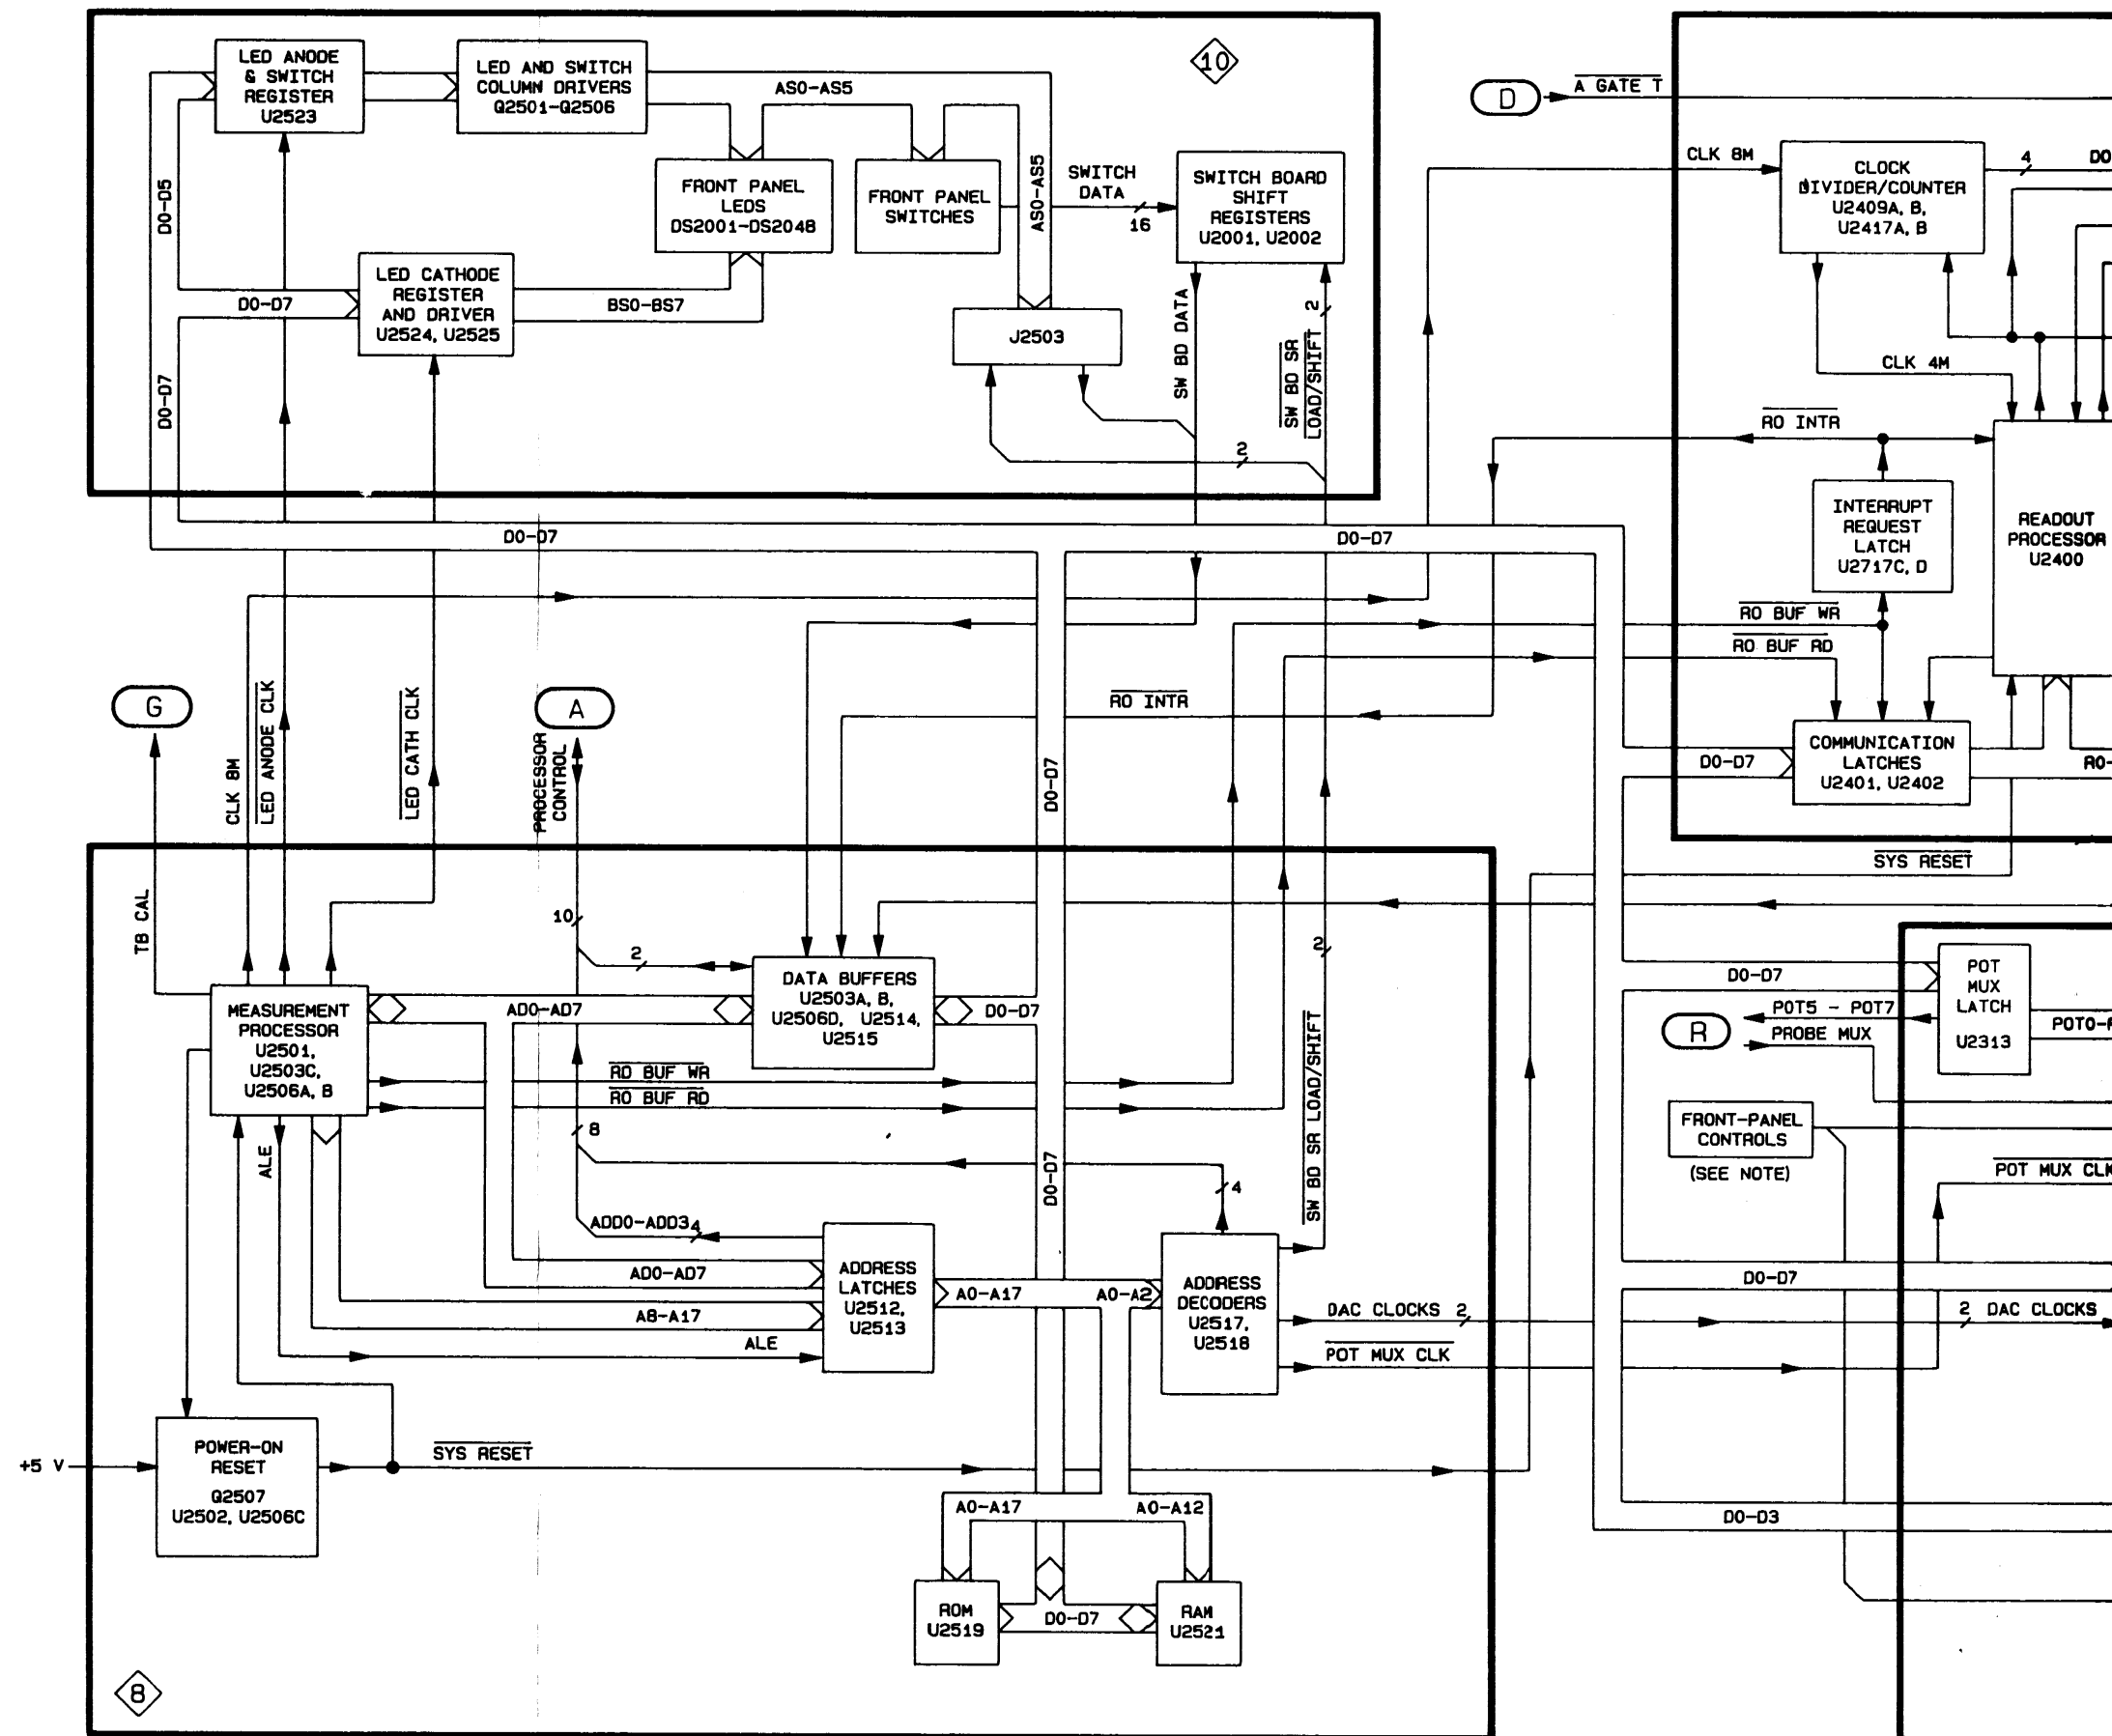 LED ANODE
& SWITCH
REGISTER
U2523
LED AND SWITCH
COLUMN DRIVERS
Q2501-Q2506
AS0-AS5
10
D0-D5
FRONT PANEL
LEDS
DS2001-DS2048
FRONT PANEL
SWITCHES
AS0-AS5
SWITCH
DATA
16
SWITCH BOARD
SHIFT
REGISTERS
U2001, U2002
D0-D7
LED CATHODE
REGISTER
AND DRIVER
U2524, U2525
BS0-BS7
J2503
SW BD DATA
2
SW BD SR
LOAD/SHIFT
2
D0-D7
D0-D7
D0-D7
D
A GATE T
CLK 8M
CLOCK
DIVIDER/COUNTER
U2409A, B,
U2417A, B
4
DO
CLK 4M
RO INTR
INTERRUPT
REQUEST
LATCH
U2717C, D
READOUT
PROCESSOR
U2400
RO BUF WR
RO BUF RD
COMMUNICATION
LATCHES
U2401, U2402
D0-D7
RO-
SYS RESET
G
A
CLK 8M
LED ANODE CLK
LED CATH CLK
PROCESSOR
CONTROL
RO INTR
D0-D7
TB CAL
10
2
2
MEASUREMENT
PROCESSOR
U2501,
U2503C,
U2506A, B
AD0-AD7
DATA BUFFERS
U2503A, B,
U2506D, U2514,
U2515
D0-D7
RO BUF WR
RO BUF RD
8
ALE
D0-D7
4
SW BD SR LOAD/SHIFT
ADD0-ADD3
4
AD0-AD7
A8-A17
ALE
ADDRESS
LATCHES
U2512,
U2513
A0-A17
A0-A2
ADDRESS
DECODERS
U2517,
U2518
DAC CLOCKS 2
POT MUX CLK
+5 V
POWER-ON
RESET
Q2507
U2502, U2506C
SYS RESET
A0-A17
A0-A12
ROM
U2519
D0-D7
RAM
U2521
8
D0-D7
POT
MUX
LATCH
U2313
POT5 - POT7
R
PROBE MUX
POT0-
FRONT-PANEL
CONTROLS
(SEE NOTE)
POT MUX CLK
D0-D7
2 DAC CLOCKS
D0-D3